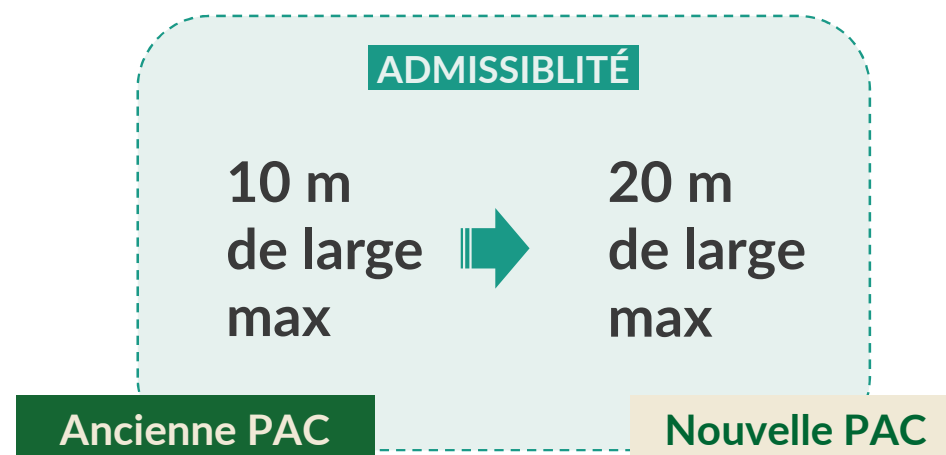 ADMISSIBLITÉ
10 m
de large
max
20 m
de large
max
Ancienne PAC
Nouvelle PAC